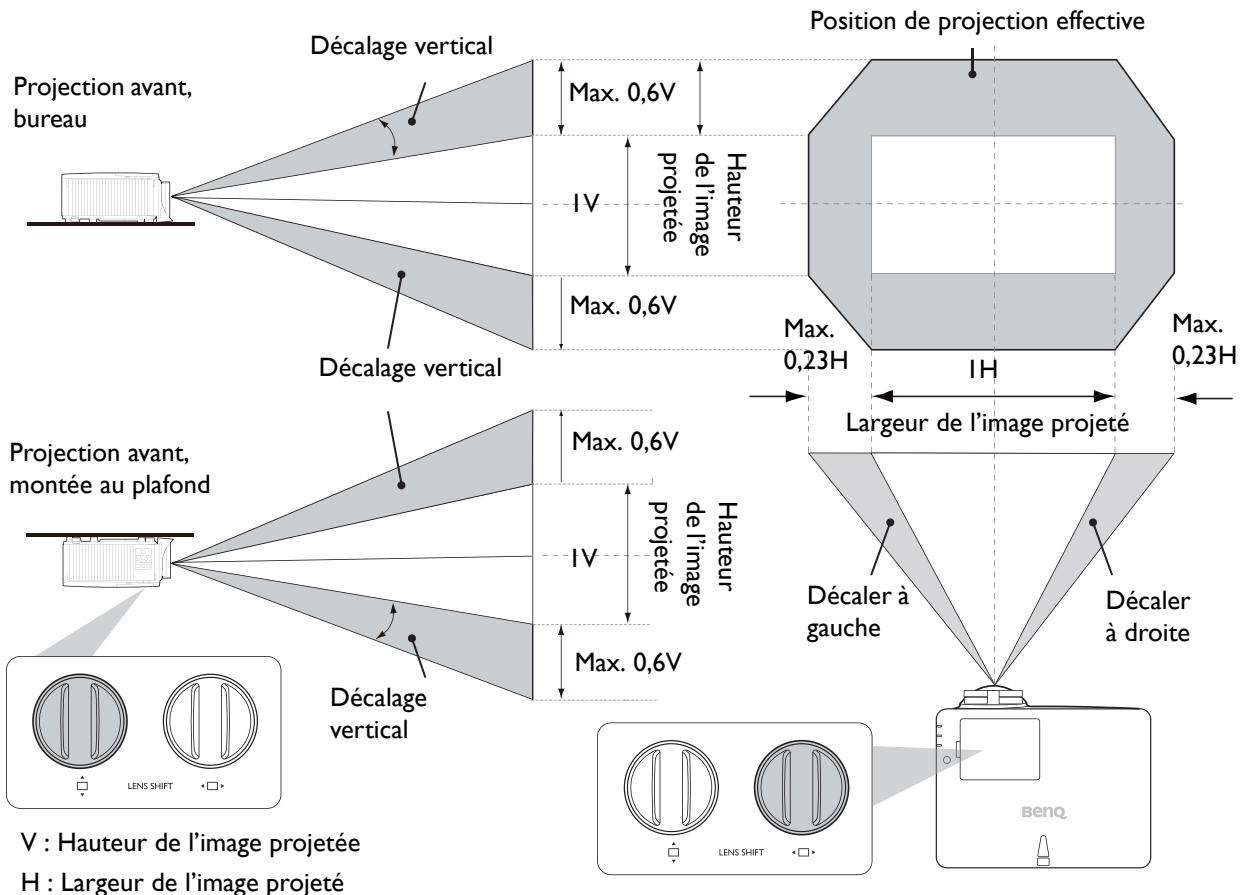 Position de projection effective
Décalage vertical
Projection avant,
bureau
Max. 0,6V
Hauteur
de l'image
projetée
1V
Max. 0,6V
Décalage vertical
Max.
0,23H
1H
Max.
0,23H
Largeur de l'image projeté
Projection avant,
montée au plafond
Max. 0,6V
Hauteur
de l'image
projetée
1V
Max. 0,6V
Décalage
vertical
Décaler à
gauche
Décaler
à droite
LENS SHIFT
LENS SHIFT
BenQ
V : Hauteur de l'image projetée
H : Largeur de l'image projeté